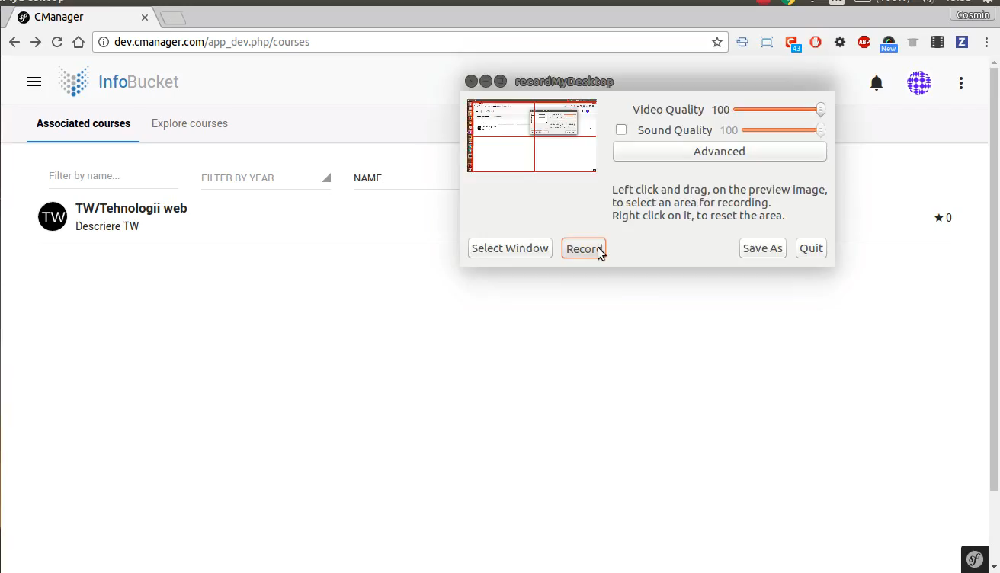 CManager
Cosmin
dev.cmanager.com/app_dev.php/courses
43
ABP
New
Z
InfoBucket
recordMyDesktop
Video Quality 100
Sound Quality 100
Advanced
Left click and drag, on the preview image,
to select an area for recording.
Right click on it, to reset the area.
Select Window
Record
Save As
Quit
Associated courses
Explore courses
Filter by name...
FILTER BY YEAR
NAME
TW
TW/Tehnologii web
Descriere TW
0
sf